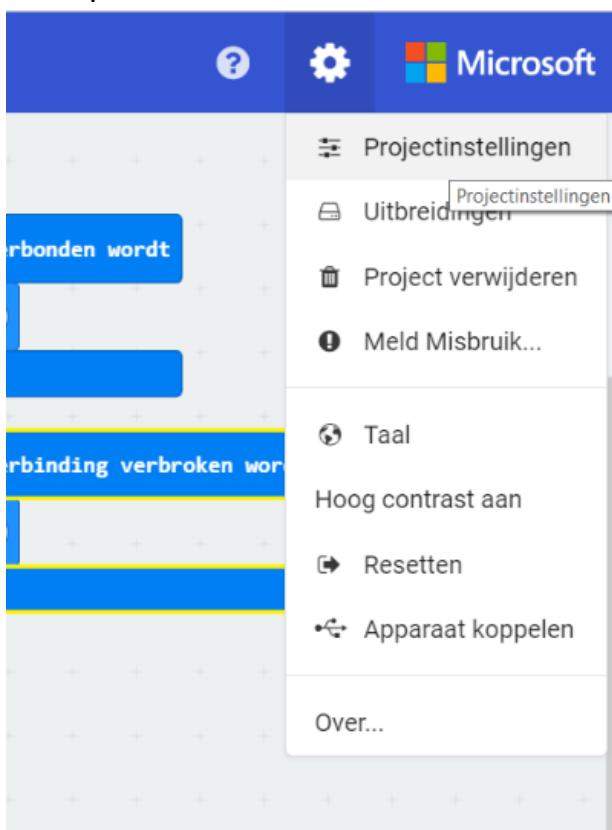 Microsoft
Projectinstellingen
Projectinstellingen
Uitbreidingen
erbonden wordt
Project verwijderen
Meld Misbruik...
Taal
erbinding verbroken wor
Hoog contrast aan
Resetten
Apparaat koppelen
Over...